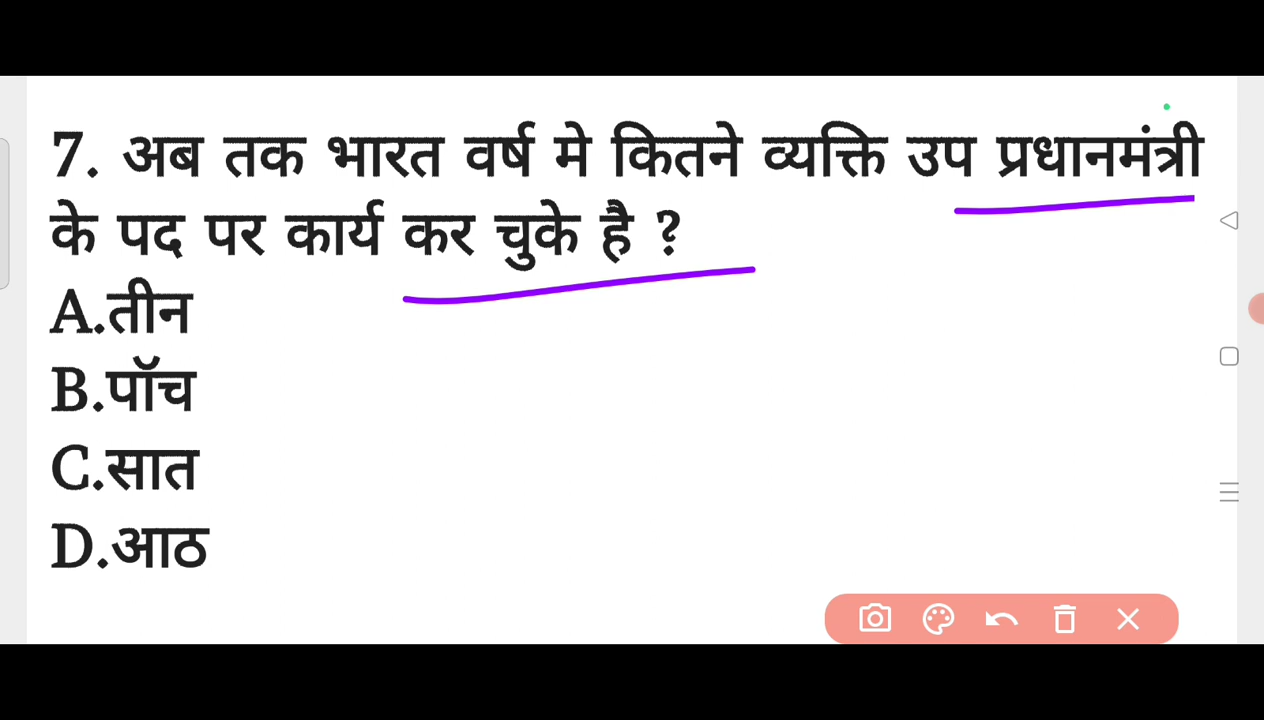 7. अब तक भारत वर्ष मे कितने व्यक्ति उप प्रधानमंत्री
के पद पर कार्य कर चुके है ?
A.तीन
B.पॉच
C.सात
D.आठ